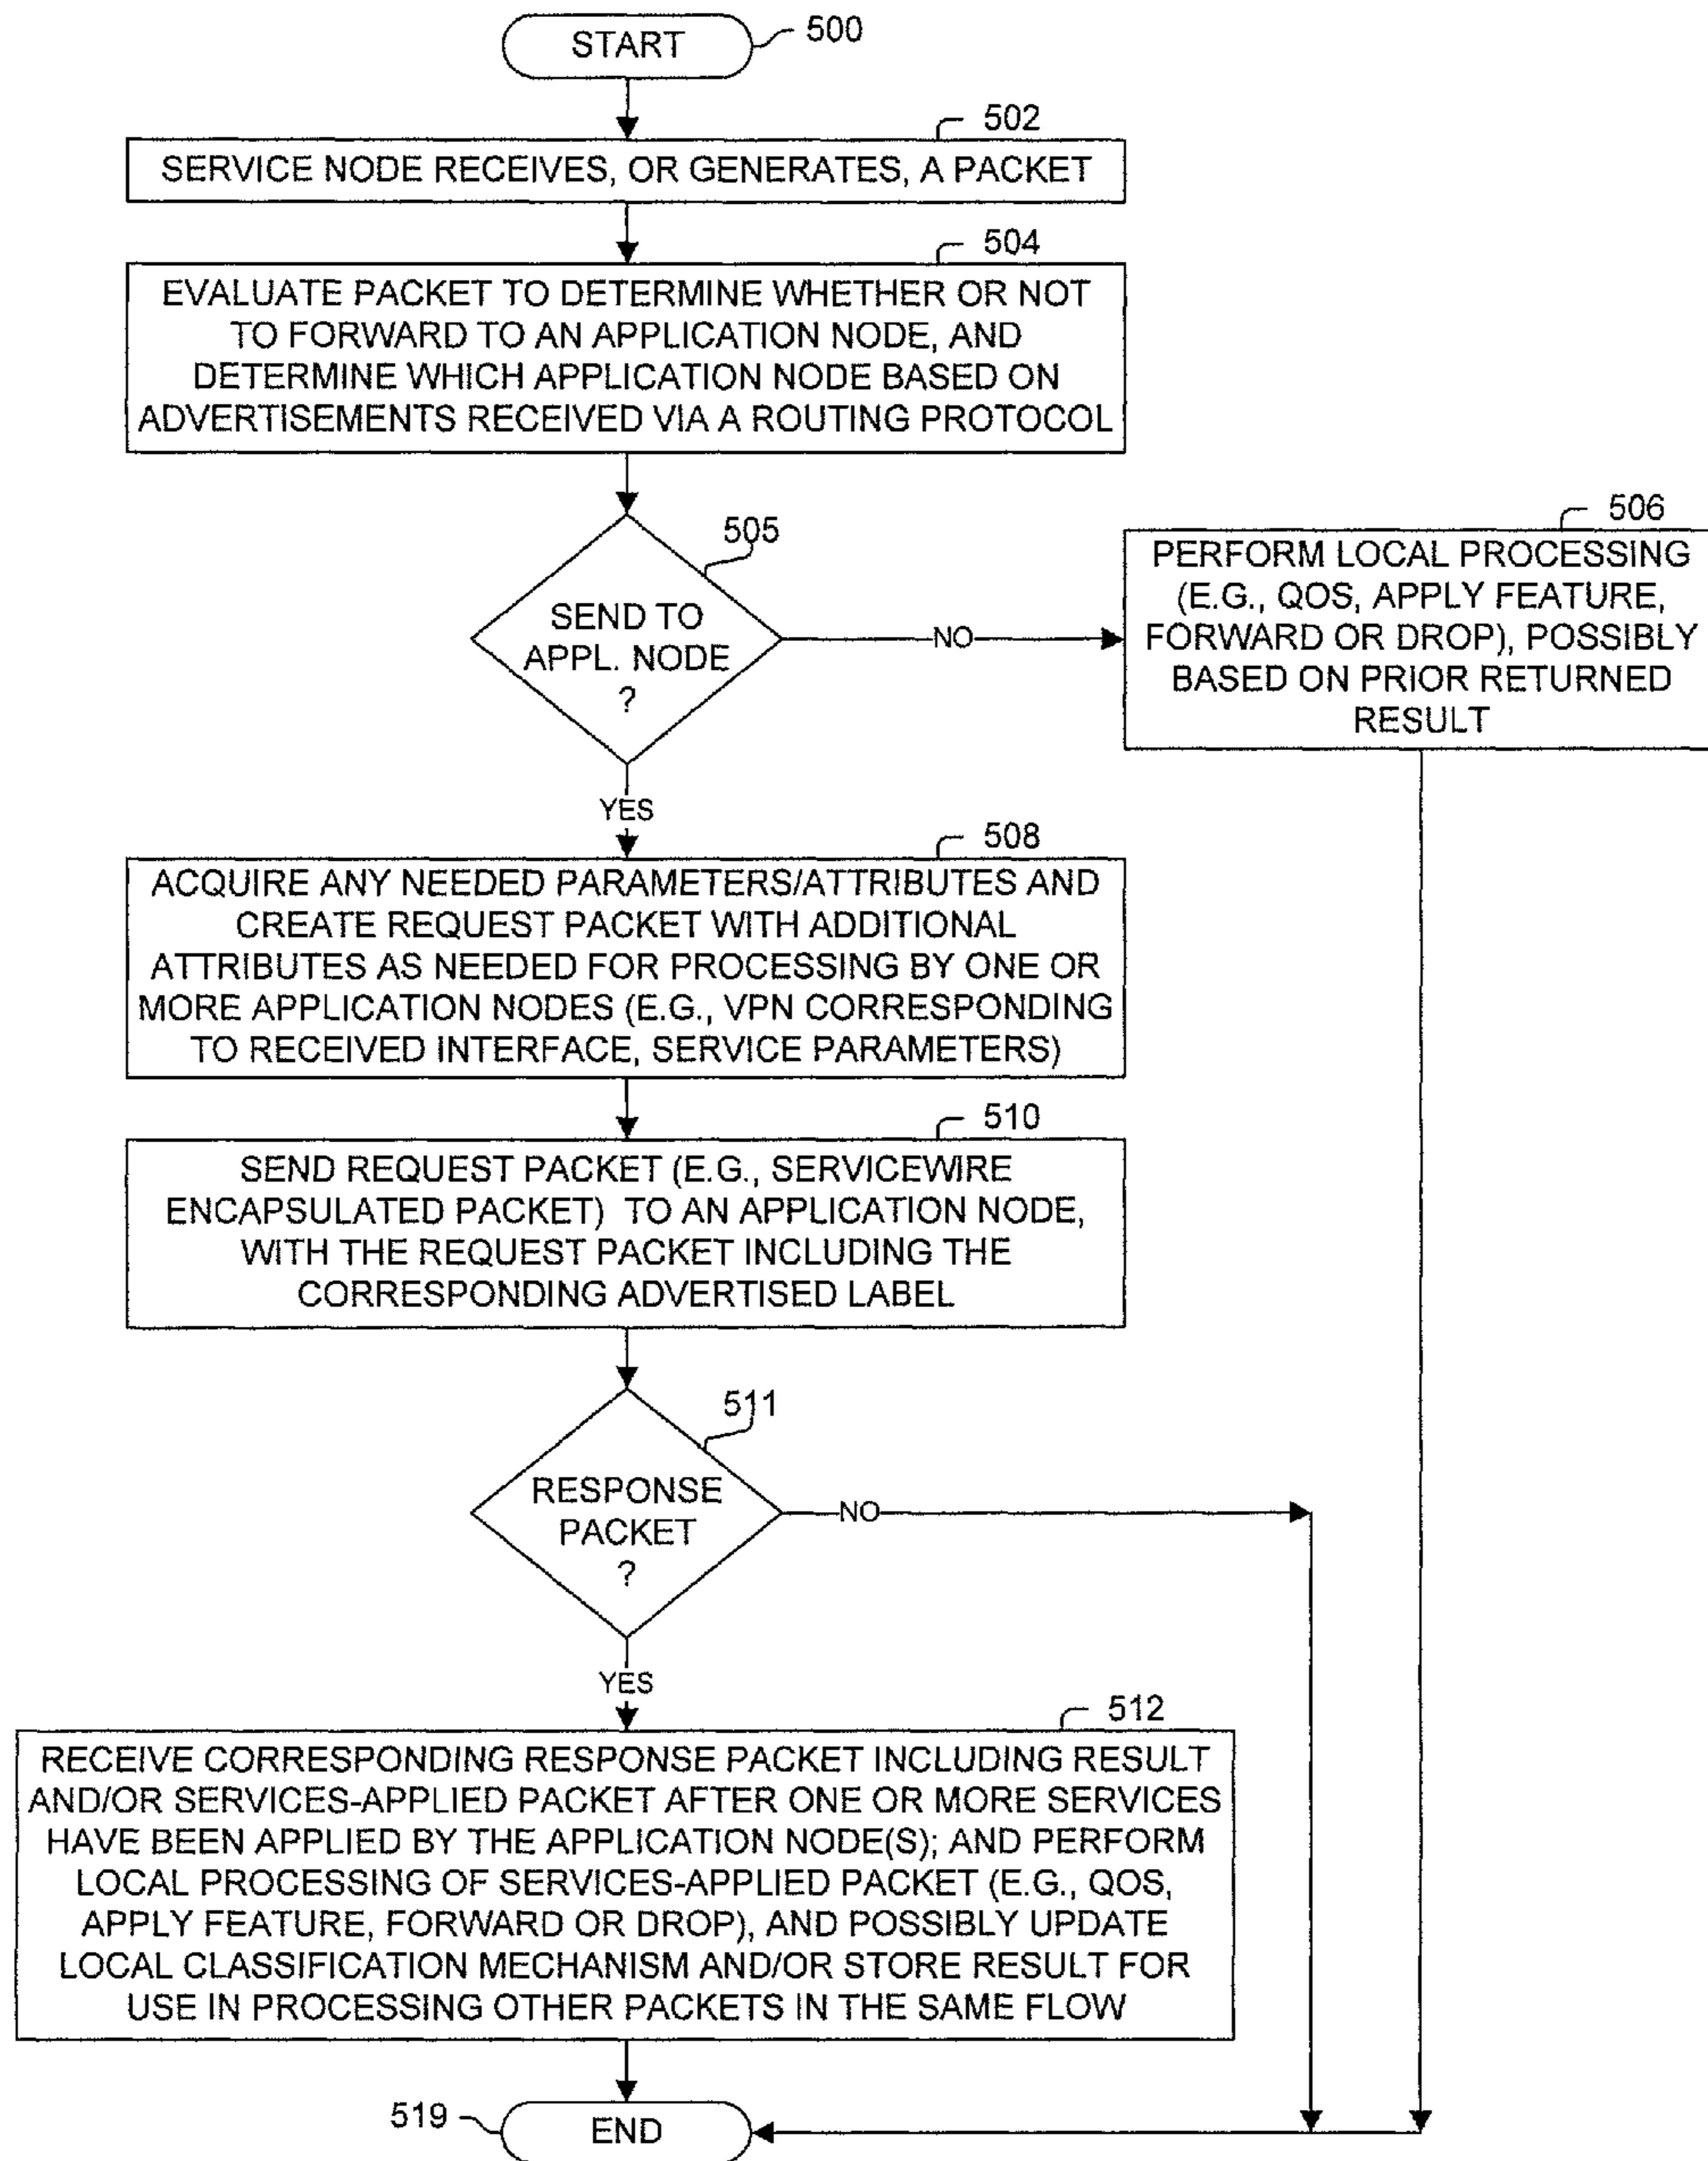 START
500
502
SERVICE NODE RECEIVES, OR GENERATES, A PACKET
504
EVALUATE PACKET TO DETERMINE WHETHER OR NOT
TO FORWARD TO AN APPLICATION NODE, AND
DETERMINE WHICH APPLICATION NODE BASED ON
ADVERTISEMENTS RECEIVED VIA A ROUTING PROTOCOL
505
SEND TO
APPL. NODE
?
NO
506
PERFORM LOCAL PROCESSING
(E.G., QOS, APPLY FEATURE,
FORWARD OR DROP), POSSIBLY
BASED ON PRIOR RETURNED
RESULT
YES
508
ACQUIRE ANY NEEDED PARAMETERS/ATTRIBUTES AND
CREATE REQUEST PACKET WITH ADDITIONAL
ATTRIBUTES AS NEEDED FOR PROCESSING BY ONE OR
MORE APPLICATION NODES (E.G., VPN CORRESPONDING
TO RECEIVED INTERFACE, SERVICE PARAMETERS)
510
SEND REQUEST PACKET (E.G., SERVICEWIRE
ENCAPSULATED PACKET) TO AN APPLICATION NODE,
WITH THE REQUEST PACKET INCLUDING THE
CORRESPONDING ADVERTISED LABEL
511
RESPONSE
PACKET
?
NO
YES
512
RECEIVE CORRESPONDING RESPONSE PACKET INCLUDING RESULT
AND/OR SERVICES-APPLIED PACKET AFTER ONE OR MORE SERVICES
HAVE BEEN APPLIED BY THE APPLICATION NODE(S); AND PERFORM
LOCAL PROCESSING OF SERVICES-APPLIED PACKET (E.G., QOS,
APPLY FEATURE, FORWARD OR DROP), AND POSSIBLY UPDATE
LOCAL CLASSIFICATION MECHANISM AND/OR STORE RESULT FOR
USE IN PROCESSING OTHER PACKETS IN THE SAME FLOW
519
END